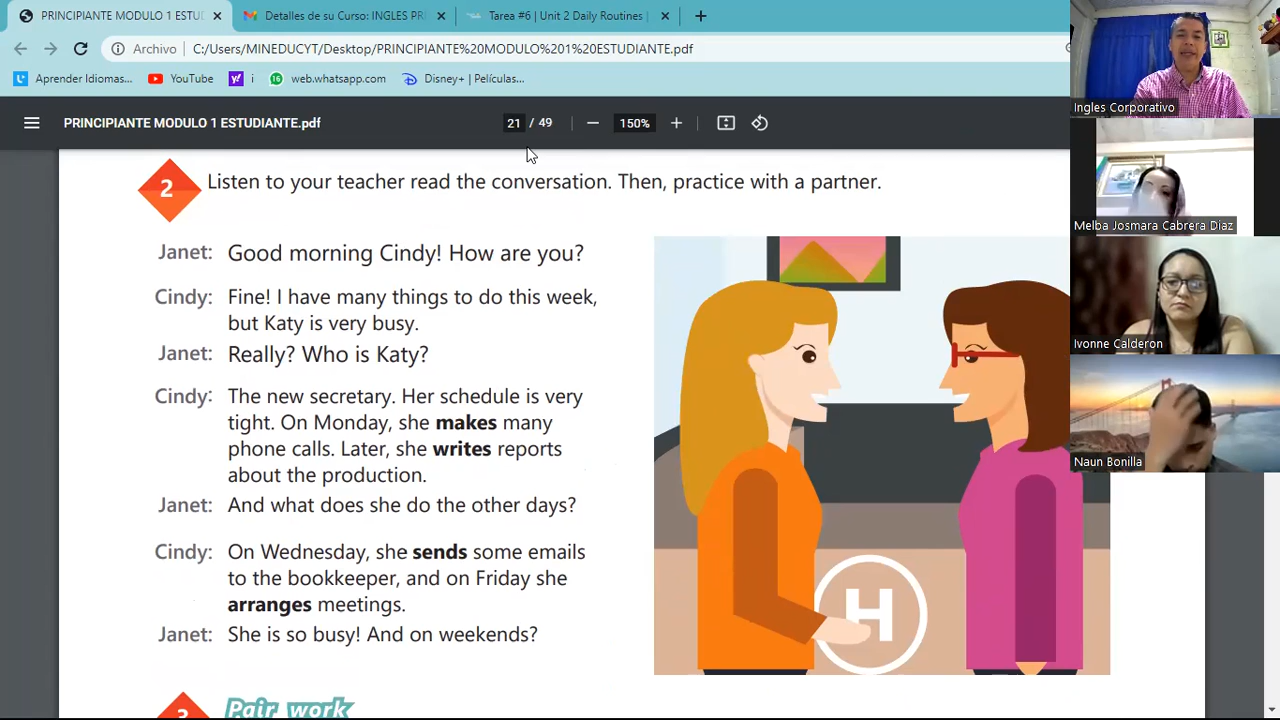 PRINCIPIANTE MODULO 1 ESTUD
Detalles de su Curso: INGLES PRI
Tarea #6 | Unit 2 Daily Routines |
Archivo
C:/Users/MINEDUCYT/Desktop/PRINCIPIANTE%20MODULO%201%20ESTUDIANTE.pdf
Aprender Idiomas...
YouTube
i
web.whatsapp.com
Disney+ | Películas...
PRINCIPIANTE MODULO 1 ESTUDIANTE.pdf
21 / 49
150%
2 Listen to your teacher read the conversation. Then, practice with a partner.
Janet: Good morning Cindy! How are you?
Cindy: Fine! I have many things to do this week,
but Katy is very busy.
Janet: Really? Who is Katy?
Cindy: The new secretary. Her schedule is very
tight. On Monday, she makes many
phone calls. Later, she writes reports
about the production.
Janet: And what does she do the other days?
Cindy: On Wednesday, she sends some emails
to the bookkeeper, and on Friday she
arranges meetings.
Janet: She is so busy! And on weekends?
H
3 Pair work
Ingles Corporativo
Melba Josmara Cabrera Diaz
Ivonne Calderon
Naun Bonilla